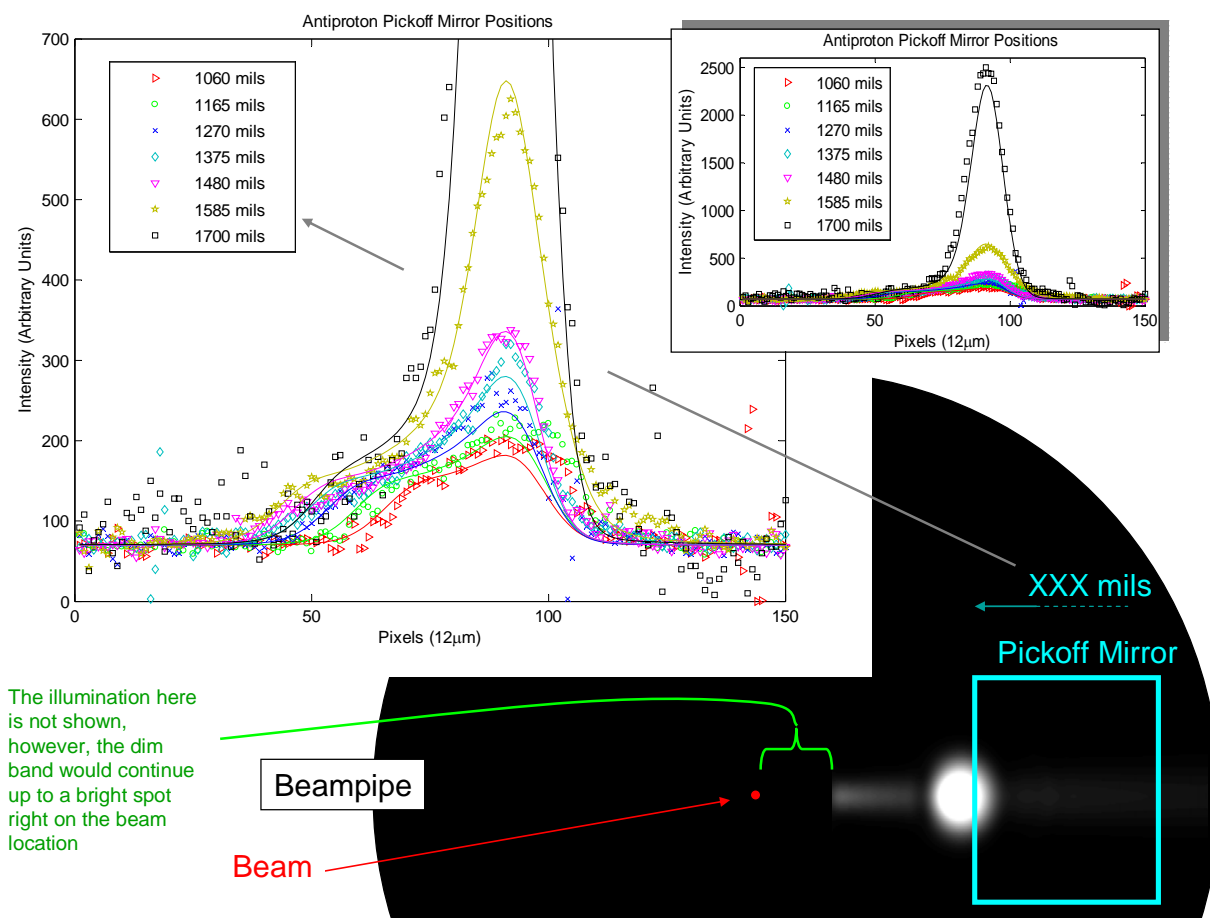 Antiproton Pickoff Mirror Positions
700
600
500
400
300
200
100
0
Intensity (Arbitrary Units)
1060 mils
1165 mils
1270 mils
1375 mils
1480 mils
1585 mils
1700 mils
0
50
100
150
Pixels (12μm)
Antiproton Pickoff Mirror Positions
2500
2000
1500
1000
500
0
Intensity (Arbitrary Units)
1060 mils
1165 mils
1270 mils
1375 mils
1480 mils
1585 mils
1700 mils
0
50
100
150
Pixels (12μm)
XXX mils
Pickoff Mirror
The illumination here
is not shown,
however, the dim
band would continue
up to a bright spot
right on the beam
location
Beampipe
Beam